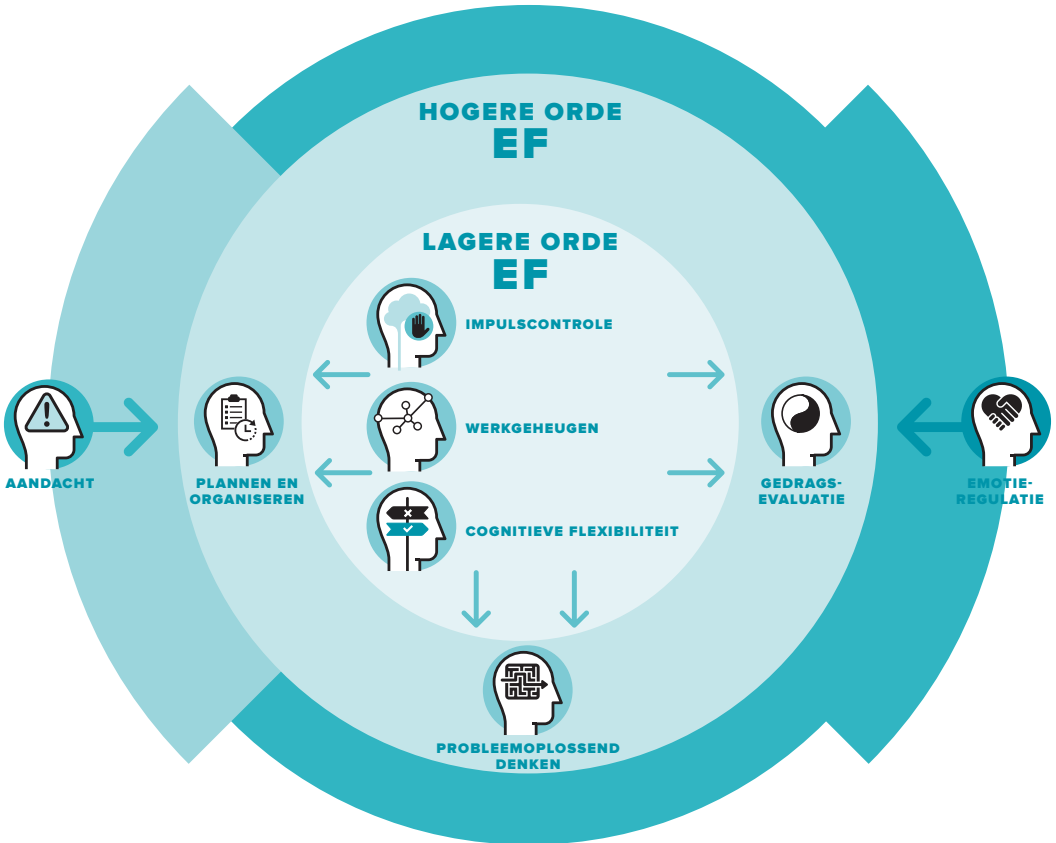 HOGERE ORDE
EF
LAGERE ORDE
EF
IMPULSCONTROLE
WERKGEHEUGEN
COGNITIEVE FLEXIBILITEIT
AANDACHT
PLANNEN EN
ORGANISEREN
GEDRAGS-
EVALUATIE
EMOTIE-
REGULATIE
PROBLEEMOPLOSSEND
DENKEN